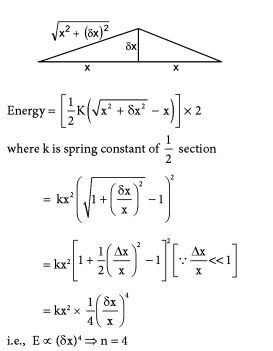 √x² + (δx)²
δx
x x
Energy = [1/2 K(√x² + δx² − x)] × 2
where k is spring constant of 1/2 section
= kx² (√1 + (δx/x)² − 1)²
= kx² [1 + 1/2 (Δx/x)² − 1]² [∵ Δx/x <<1]
= kx² × 1/4 (δx/x)⁴
i.e., E ∝ (δx)⁴ ⇒ n = 4